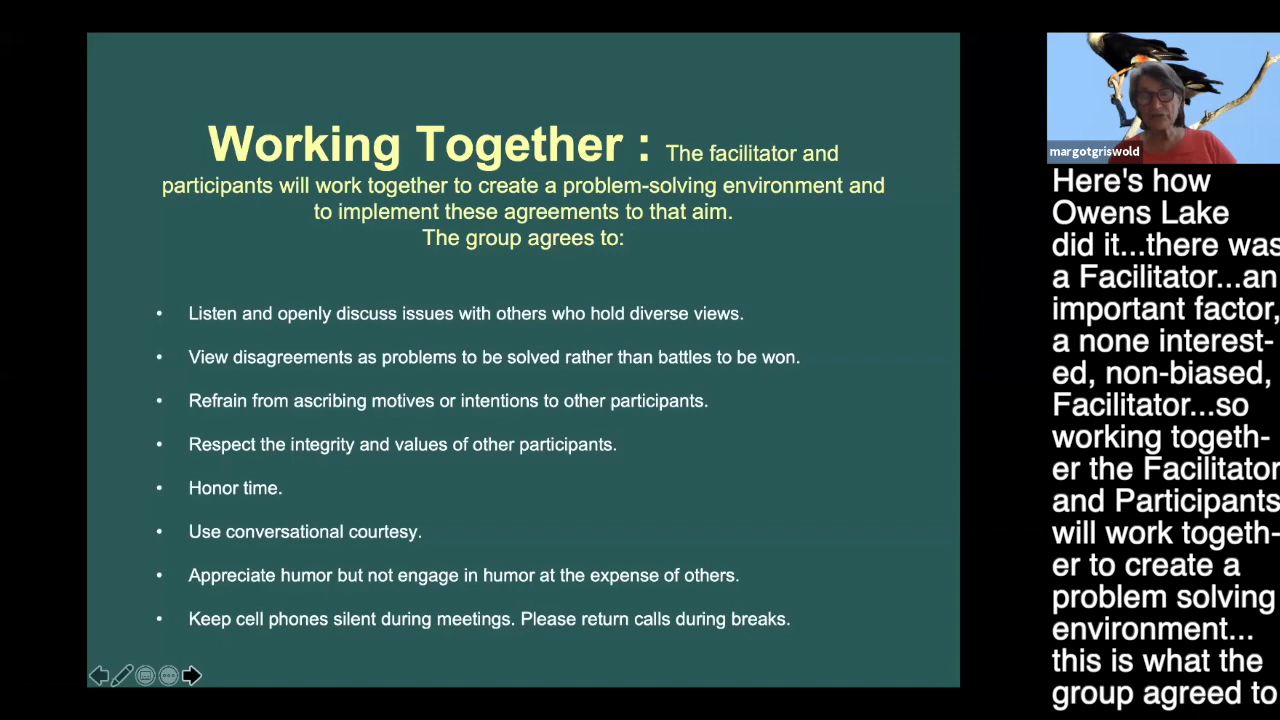 Working Together : The facilitator and
participants will work together to create a problem-solving environment and
to implement these agreements to that aim.
The group agrees to:
• Listen and openly discuss issues with others who hold diverse views.
• View disagreements as problems to be solved rather than battles to be won.
• Refrain from ascribing motives or intentions to other participants.
• Respect the integrity and values of other participants.
• Honor time.
• Use conversational courtesy.
• Appreciate humor but not engage in humor at the expense of others.
• Keep cell phones silent during meetings. Please return calls during breaks.
margotgriswold
Here's how
Owens Lake
did it...there was
a Facilitator...an
important factor,
a none interest-
ed, non-biased,
Facilitator...so
working togeth-
er the Facilitator
and Participants
will work togeth-
er to create a
problem solving
environment...
this is what the
group agreed to